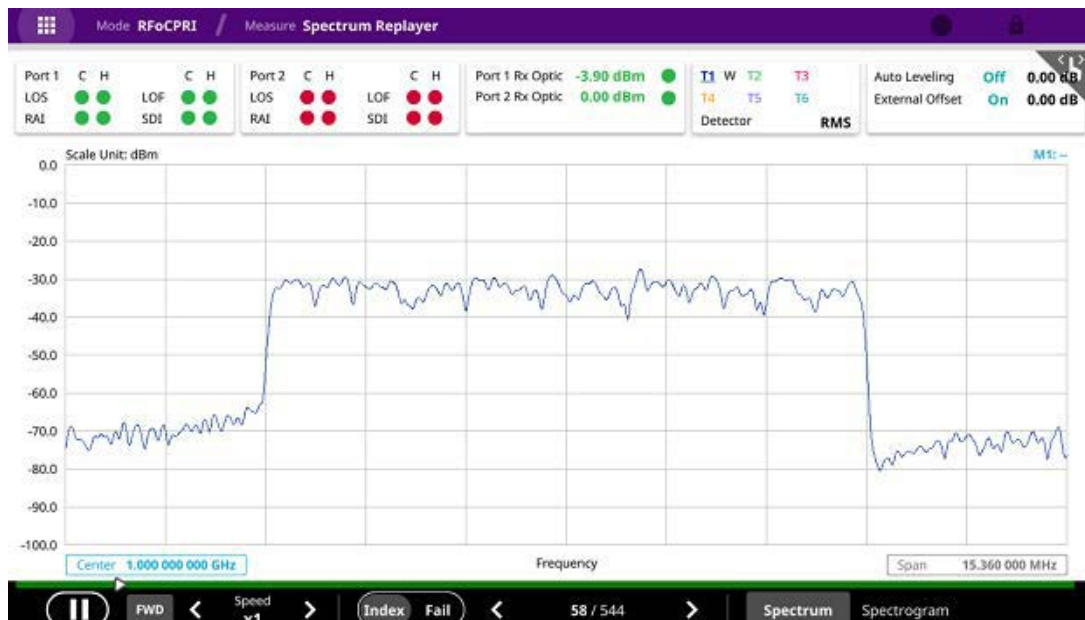 Mode RFoCPRI / Measure Spectrum Replayer
Port 1 C H C H Port 2 C H C H Port 1 Rx Optic -3.90 dBm T1 W T2 T3 Auto Leveling Off 0.00 dB
LOS LOF LOS LOF Port 2 Rx Optic 0.00 dBm T4 T5 T6 External Offset On 0.00 dB
RAI SDI RAI SDI Detector RMS
Scale Unit: dBm M1: --
0.0
-10.0
-20.0
-30.0
-40.0
-50.0
-60.0
-70.0
-80.0
-90.0
-100.0
Center 1.000 000 000 GHz Frequency Span 15.360 000 MHz
FWD Speed x1 Index Fail 58 / 544 Spectrum Spectrogram